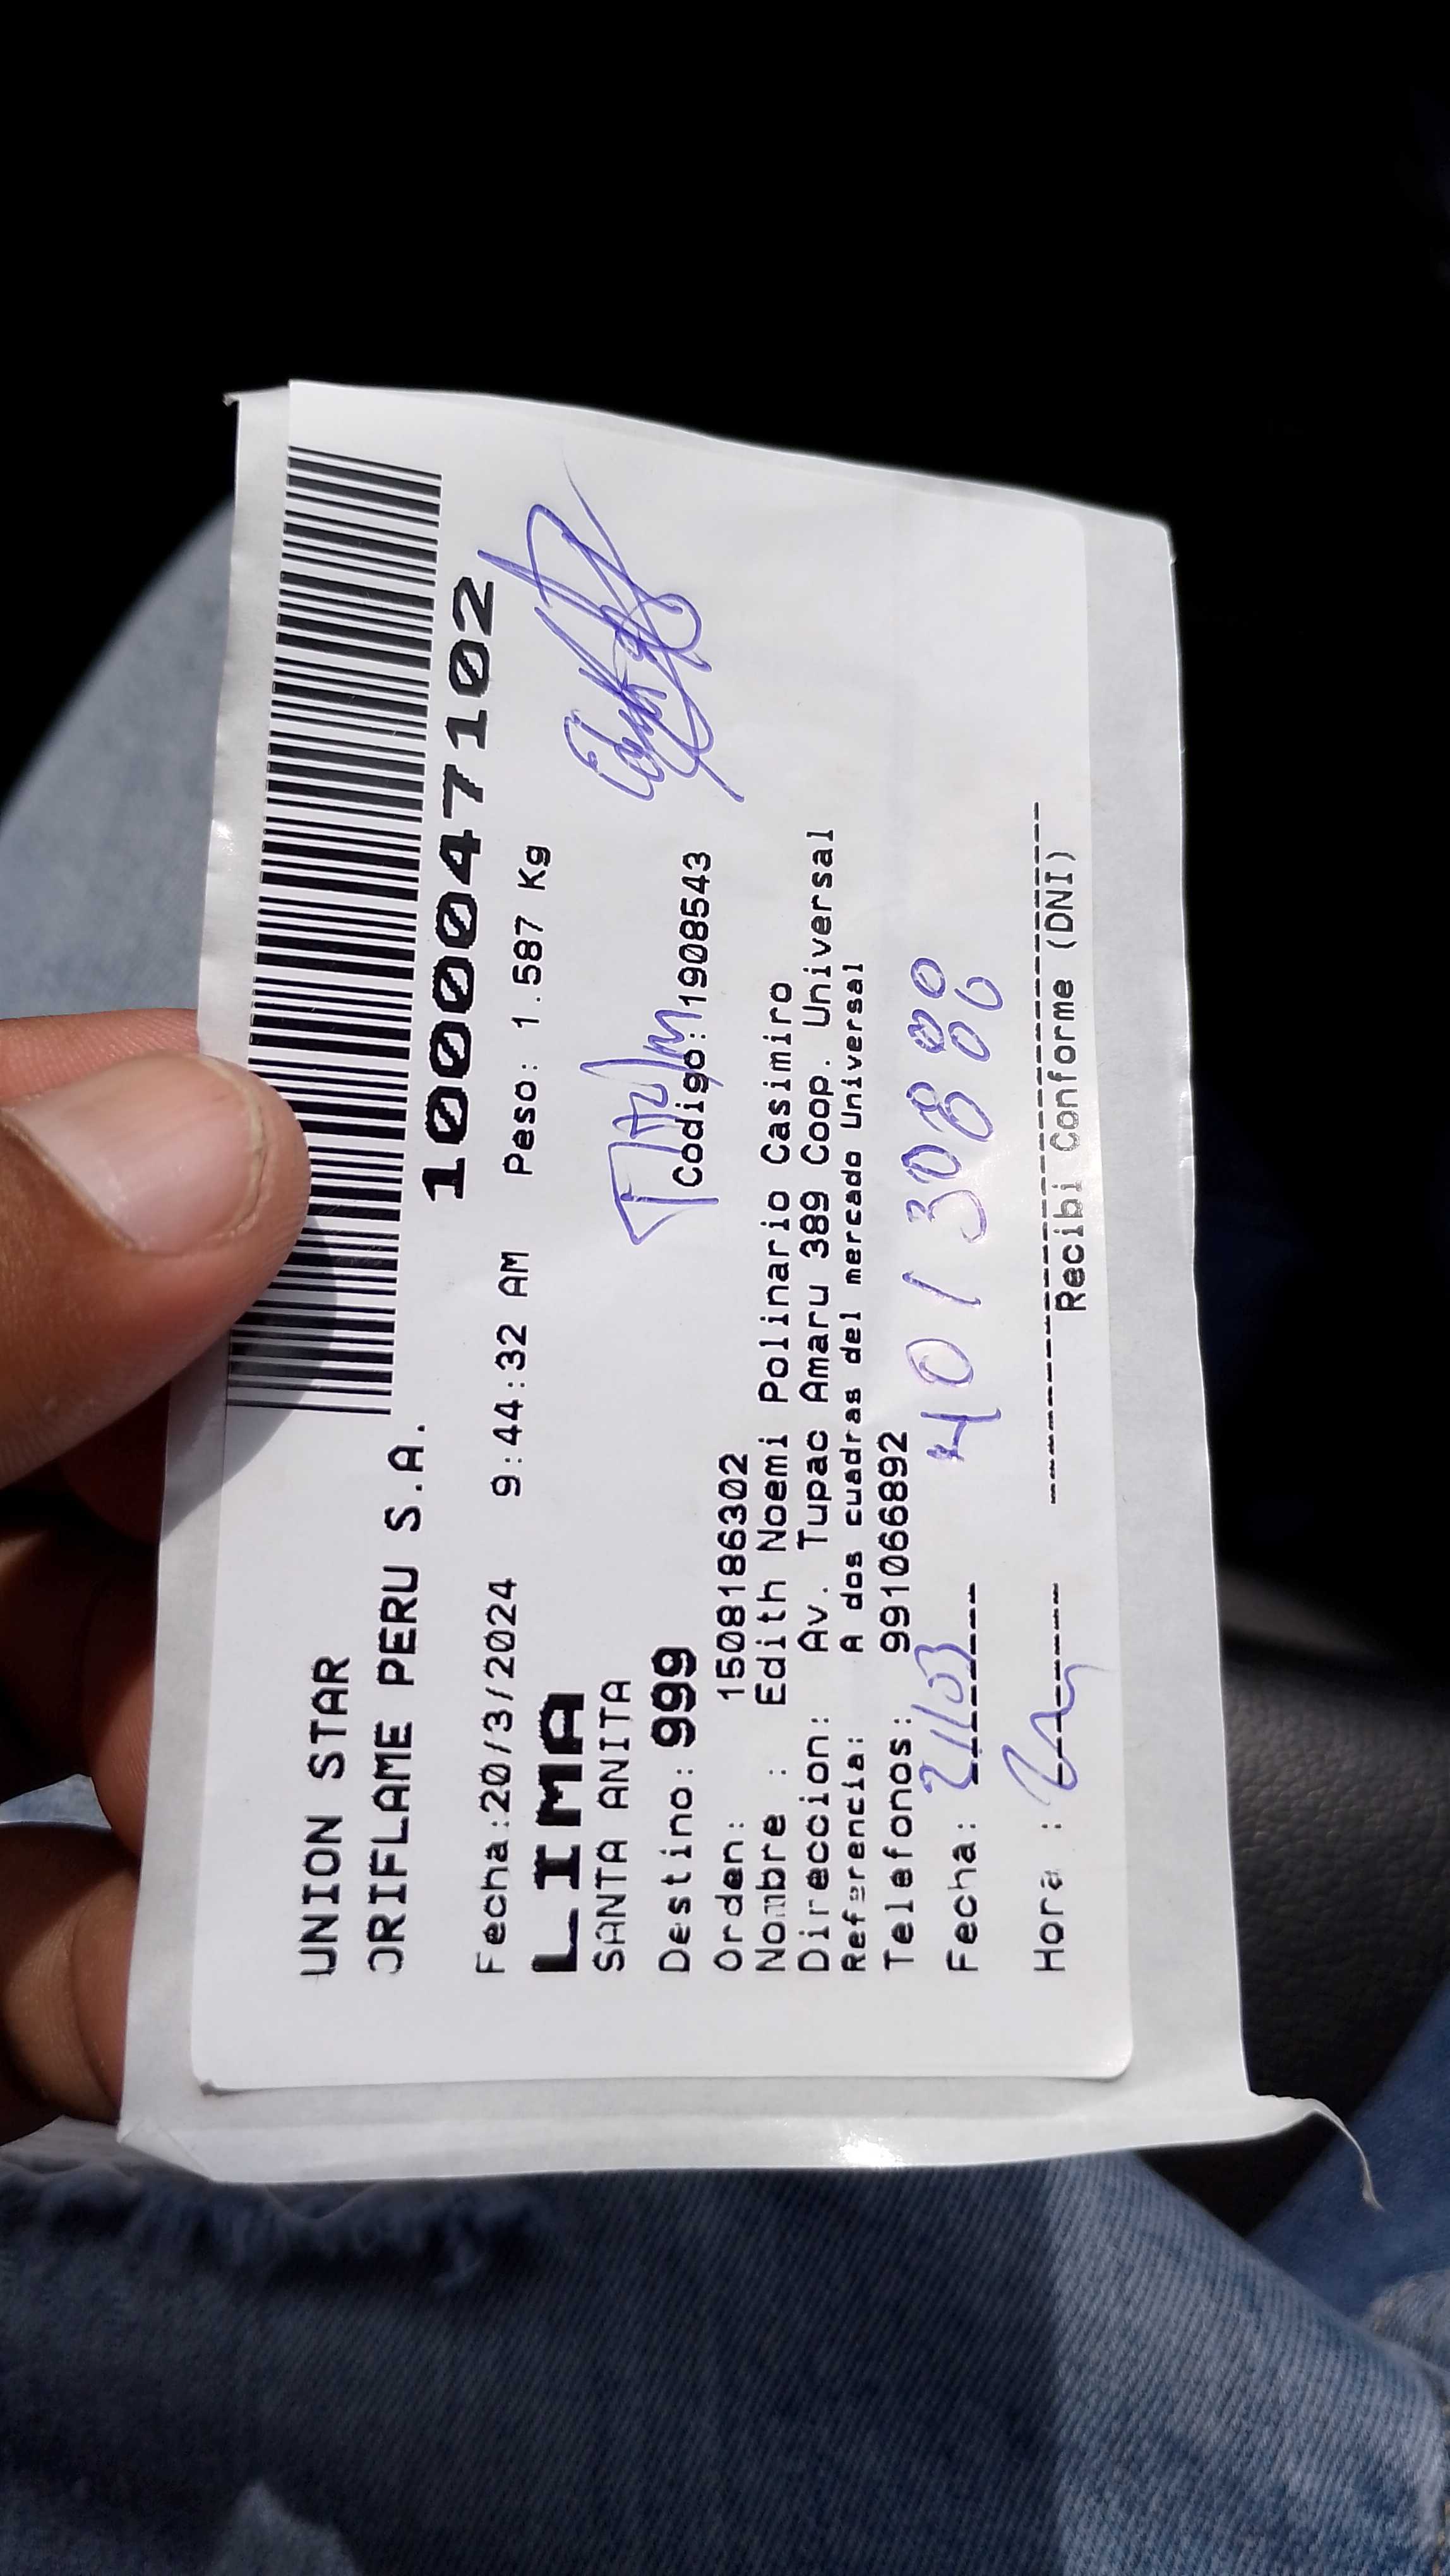 UNION STAR
ORIFLAME PERU S.A.
1000047102
Fecha:20/3/2024 9:44:32 AM Peso: 1.587 Kg
LIMA
SANTA ANITA
Destino: 999
Codigo:1908543
Orden: 1508186302
Nombre : Edith Noemi Polinario Casimiro
Direccion: Av. Tupac Amaru 389 Coop. Universal
Referencia: A dos cuadras del mercado Universal
Telefonos: 991066892
Fecha: 21/03
Hora :
Recibi Conforme (DNI)